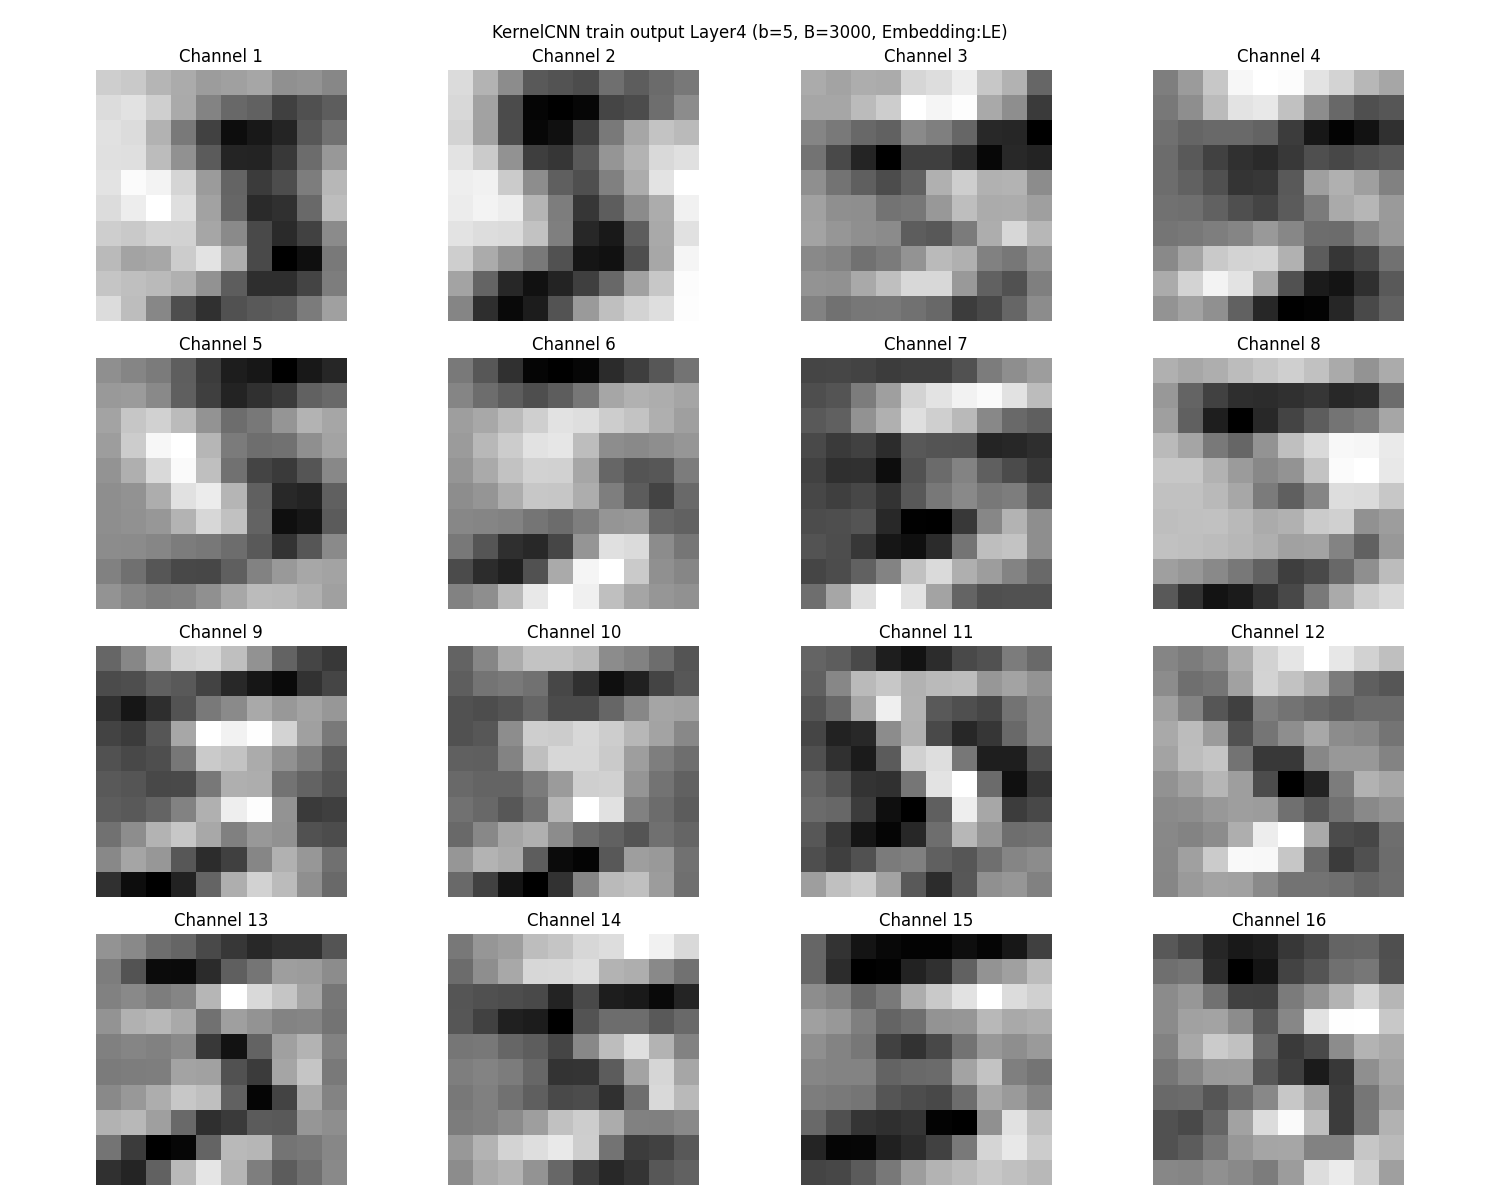 KernelCNN train output Layer4 (b=5, B=3000, Embedding:LE)
Channel 1
Channel 2
Channel 3
Channel 4
Channel 5
Channel 6
Channel 7
Channel 8
Channel 9
Channel 10
Channel 11
Channel 12
Channel 13
Channel 14
Channel 15
Channel 16